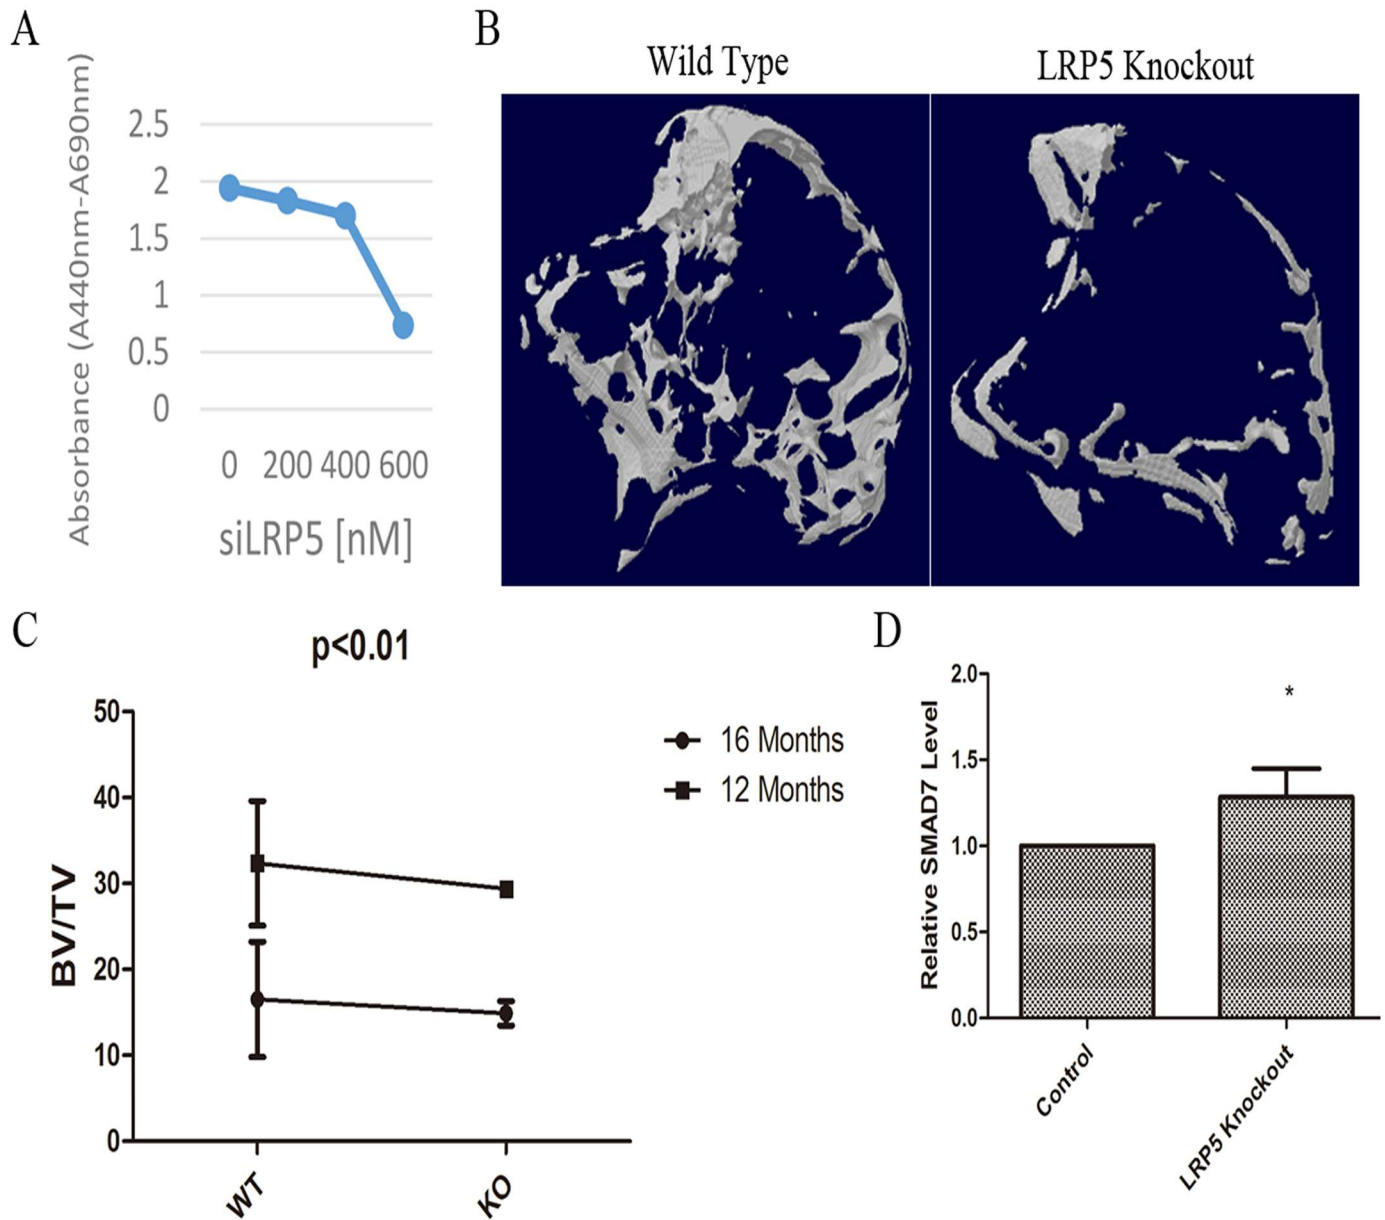 A
Absorbance (A440nm-A690nm)
2.5
2
1.5
1
0.5
0
0 200 400 600
siLRP5 [nM]
B
Wild Type
LRP5 Knockout
C
p<0.01
BV/TV
50
40
30
20
10
0
WT
KO
16 Months
12 Months
D
Relative SMAD7 Level
2.0
1.5
1.0
0.5
0.0
*
Control
LRP5 Knockout